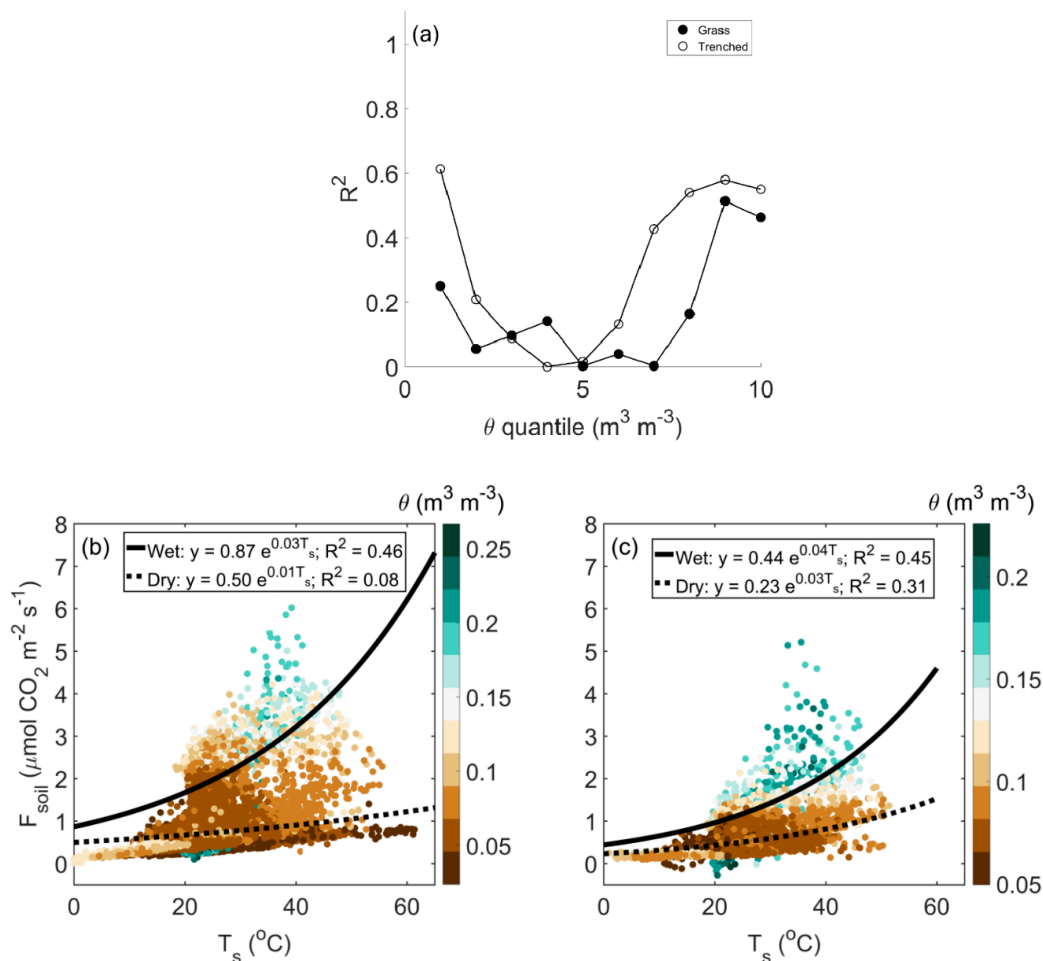 (a)
Grass
Trenched
1
0.8
0.6
0.4
0.2
0
R²
0 5 10
θ quantile (m³ m⁻³)
(b)
θ (m³ m⁻³)
Wet: y = 0.87 e^0.03T_s; R² = 0.46
Dry: y = 0.50 e^0.01T_s; R² = 0.08
8
7
6
5
4
3
2
1
0
F_soil (μmol CO₂ m⁻² s⁻¹)
0 20 40 60
T_s (°C)
0.25
0.2
0.15
0.1
0.05
(c)
θ (m³ m⁻³)
Wet: y = 0.44 e^0.04T_s; R² = 0.45
Dry: y = 0.23 e^0.03T_s; R² = 0.31
8
7
6
5
4
3
2
1
0
0 20 40 60
T_s (°C)
0.2
0.15
0.1
0.05